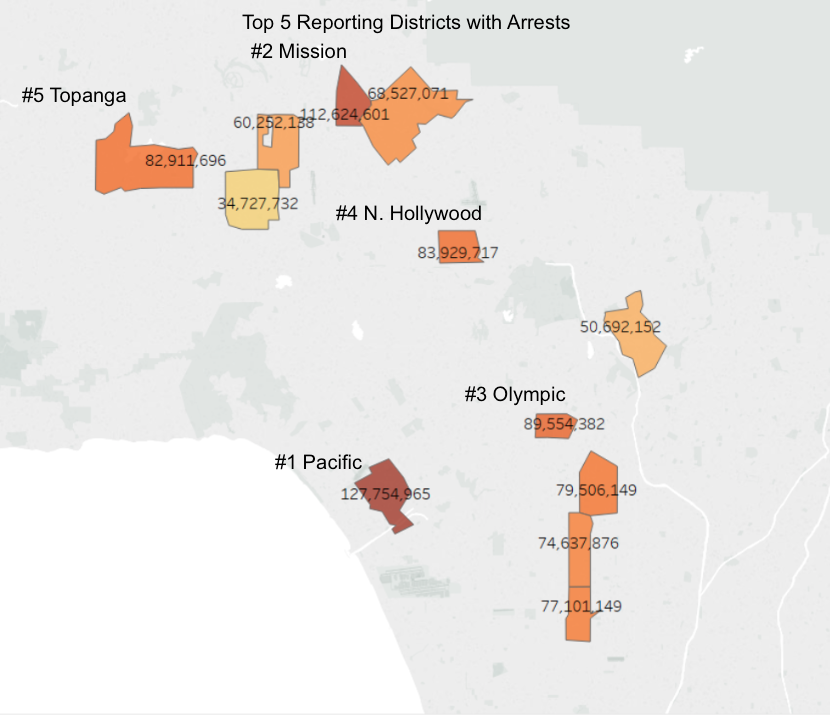 Top 5 Reporting Districts with Arrests
#2 Mission
#5 Topanga
68,527,071
112,624,601
60,252,138
82,911,696
34,727,732
#4 N. Hollywood
83,929,717
50,692,152
#3 Olympic
89,554,382
#1 Pacific
127,754,965
79,506,149
74,637,876
77,101,149